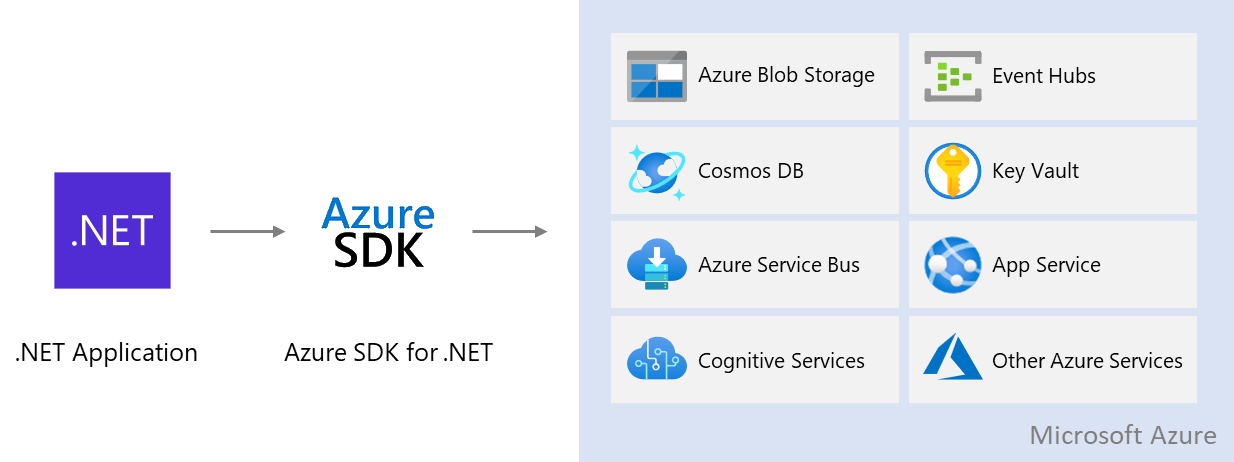 .NET
.NET Application
Azure
SDK
Azure SDK for .NET
Azure Blob Storage
Event Hubs
Cosmos DB
Key Vault
Azure Service Bus
App Service
Cognitive Services
Other Azure Services
Microsoft Azure